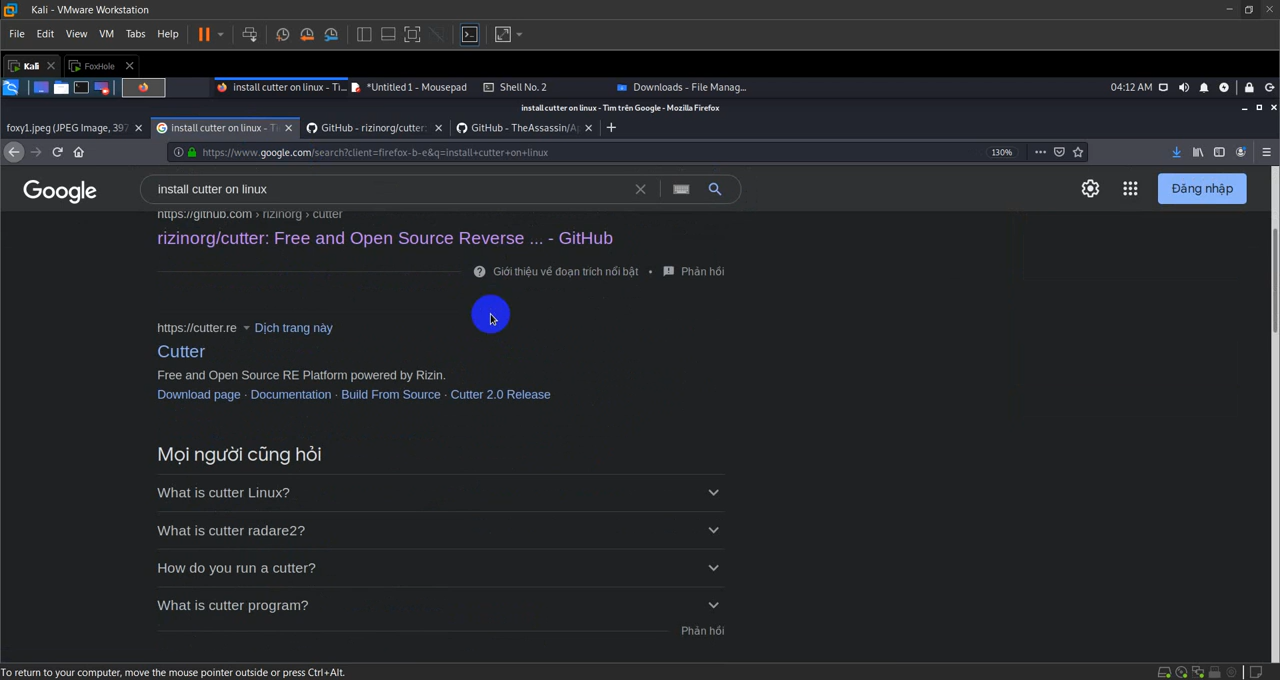 Kali - VMware Workstation
File Edit View VM Tabs Help
Kali FoxHole
install cutter on linux - Ti... *Untitled 1 - Mousepad Shell No. 2 Downloads - File Manag... 04:12 AM
install cutter on linux - Tìm trên Google - Mozilla Firefox
foxy1.jpeg (JPEG Image, 397 install cutter on linux - Tì GitHub - rizinorg/cutter: GitHub - TheAssassin/Ap
https://www.google.com/search?client=firefox-b-e&q=install+cutter+on+linux 130%
Google install cutter on linux Đăng nhập
https://github.com › rizinorg › cutter
rizinorg/cutter: Free and Open Source Reverse ... - GitHub
Giới thiệu về đoạn trích nổi bật • Phản hồi
https://cutter.re Dịch trang này
Cutter
Free and Open Source RE Platform powered by Rizin.
Download page · Documentation · Build From Source · Cutter 2.0 Release
Mọi người cũng hỏi
What is cutter Linux?
What is cutter radare2?
How do you run a cutter?
What is cutter program?
Phản hồi
To return to your computer, move the mouse pointer outside or press Ctrl+Alt.